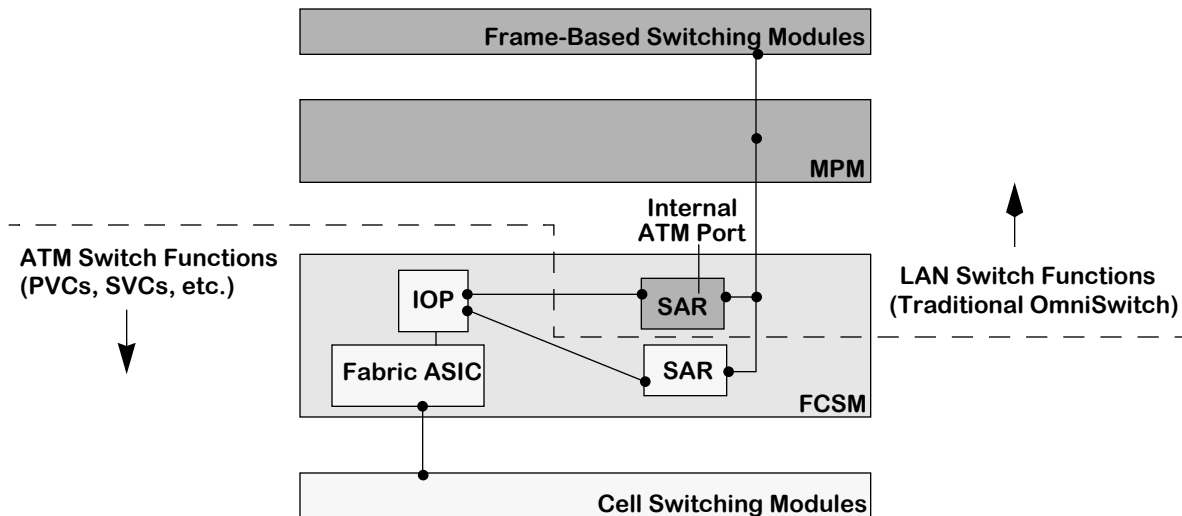 Frame-Based Switching Modules
MPM
Internal
ATM Port
ATM Switch Functions
(PVCs, SVCs, etc.)
LAN Switch Functions
(Traditional OmniSwitch)
IOP
SAR
Fabric ASIC
SAR
FCSM
Cell Switching Modules